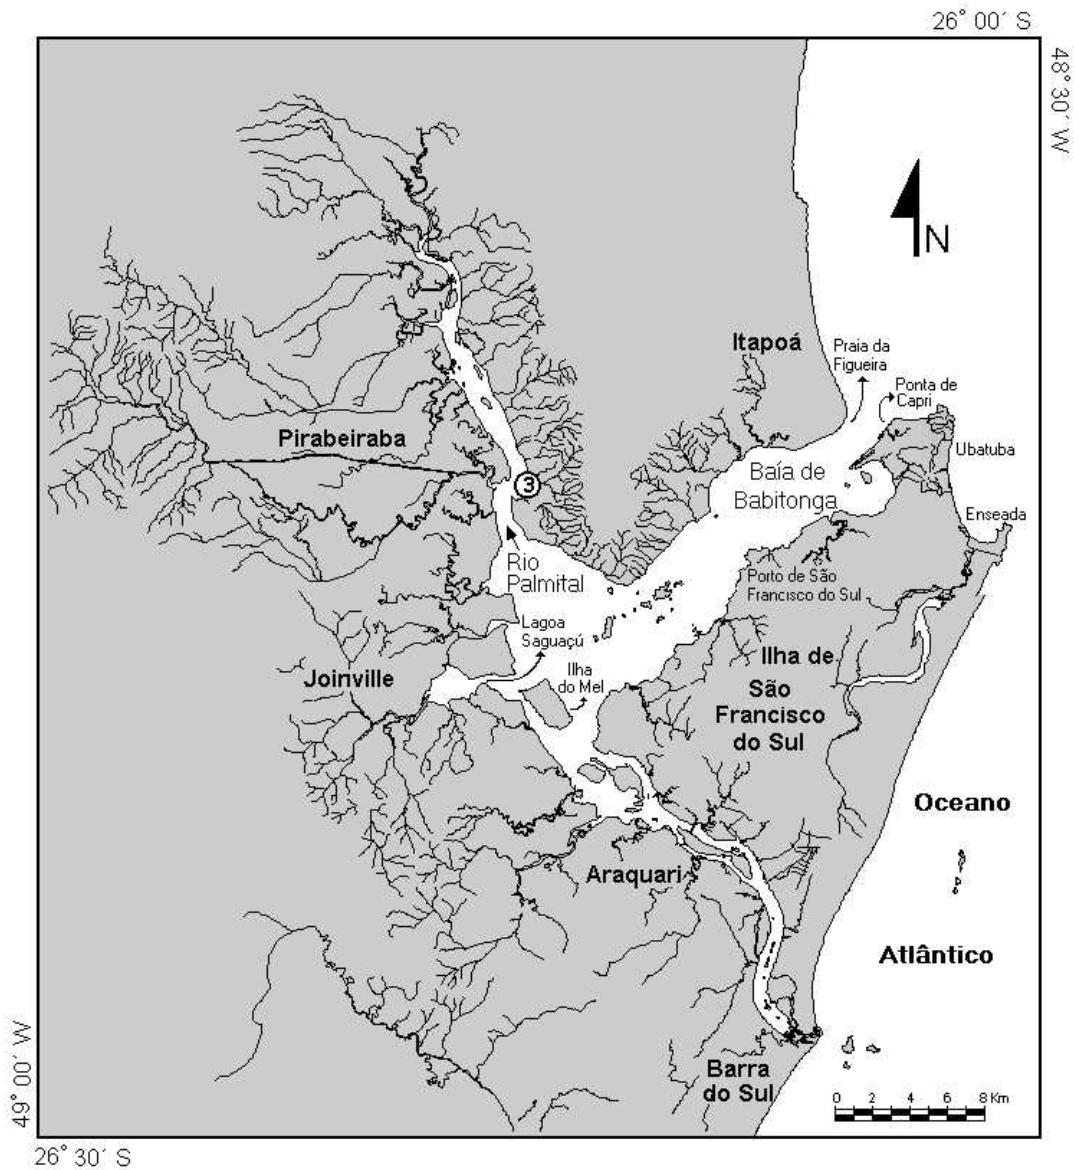 26° 00´ S
48° 30´ W
N
Itapoá
Praia da
Figueira
Ponta de
Capri
Pirabeiraba
Baía de
Babitonga
Ubatuba
3
Enseada
Rio
Palmital
Porto de São
Francisco do Sul
Lagoa
Saguaçú
Ilha de
São
Francisco
do Sul
Joinville
Ilha
do Mel
Oceano
Araquari
Atlântico
49° 00´ W
Barra
do Sul
0 2 4 6 8 Km
26° 30´ S